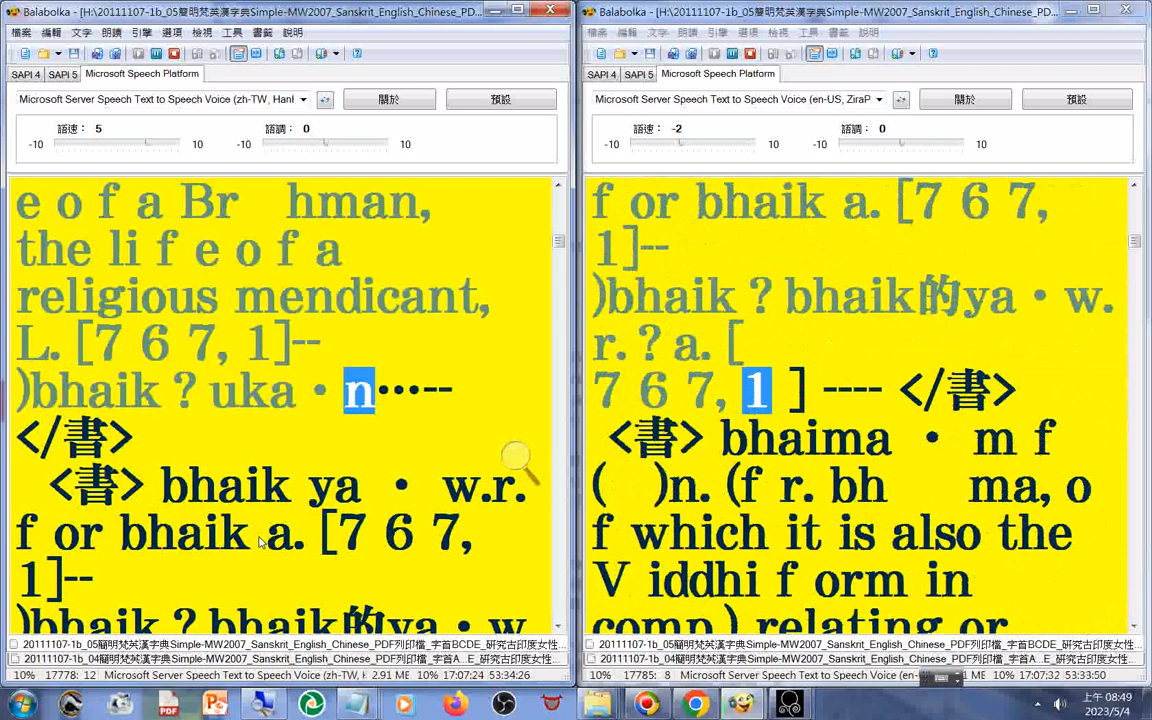 Balabolka - [H:\20111107-1b_05簡明梵英漢字典Simple-MW2007_Sanskrit_English_Chinese_PD...
檔案 編輯 文字 朗讀 引擎 選項 檢視 工具 書籤 說明
SAPI 4 SAPI 5 Microsoft Speech Platform
Microsoft Server Speech Text to Speech Voice (zh-TW, Hanl
關於 預設
語速： 5 語調： 0
-10 10 -10 10
e o f a Br hman,
the li f e o f a
religious mendicant,
L. [7 6 7, 1]--
)bhaik？uka‧n…--
</書>
<書> bhaik ya ‧ w.r.
f or bhaik a. [7 6 7,
1]--
)bhaik？bhaik的ya‧w
20111107-1b_05簡明梵英漢字典Simple-MW2007_Sanskrit_English_Chinese_PDF列印檔_字首BCDE_研究古印度女性...
20111107-1b_04簡明梵英漢字典Simple-MW2007_Sanskrit_English_Chinese_PDF列印檔_字首A...E_研究古印度女性...
10% 17778: 12 Microsoft Server Speech Text to Speech Voice (zh-TW, H 2.91 MB 10% 17:07:24 53:34:26
Balabolka - [H:\20111107-1b_05簡明梵英漢字典Simple-MW2007_Sanskrit_English_Chinese_PD...
檔案 編輯 文字 朗讀 引擎 選項 檢視 工具 書籤 說明
SAPI 4 SAPI 5 Microsoft Speech Platform
Microsoft Server Speech Text to Speech Voice (en-US, ZiraP
關於 預設
語速： -2 語調： 0
-10 10 -10 10
f or bhaik a. [7 6 7,
1]--
)bhaik？bhaik的ya‧w.
r.？a. [
7 6 7, 1 ] ---- </書>
<書> bhaima ‧ m f
( )n. (f r. bh ma, o
f which it is also the
V iddhi f orm in
comp.) relating or
20111107-1b_05簡明梵英漢字典Simple-MW2007_Sanskrit_English_Chinese_PDF列印檔_字首BCDE_研究古印度女性...
20111107-1b_04簡明梵英漢字典Simple-MW2007_Sanskrit_English_Chinese_PDF列印檔_字首A...E_研究古印度女性...
10% 17785: 8 Microsoft Server Speech Text to Speech Voice (en-US, 10% 17:07:32 53:33:50
PDF
上午 08:49
2023/5/4